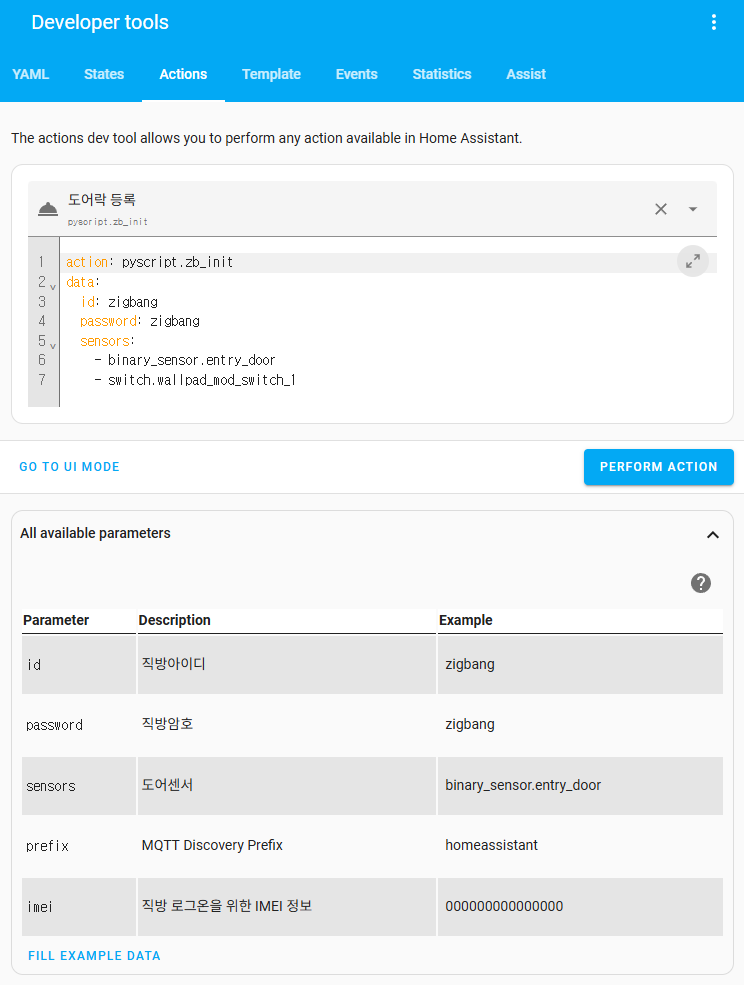 Developer tools
YAML States Actions Template Events Statistics Assist
The actions dev tool allows you to perform any action available in Home Assistant.
도어락 등록
pyscript.zb_init
1 action: pyscript.zb_init
2 data:
3 id: zigbang
4 password: zigbang
5 sensors:
6 - binary_sensor.entry_door
7 - switch.wallpad_mod_switch_1
GO TO UI MODE PERFORM ACTION
All available parameters
Parameter Description Example
id 직방아이디 zigbang
password 직방암호 zigbang
sensors 도어센서 binary_sensor.entry_door
prefix MQTT Discovery Prefix homeassistant
imei 직방 로그온을 위한 IMEI 정보 000000000000000
FILL EXAMPLE DATA